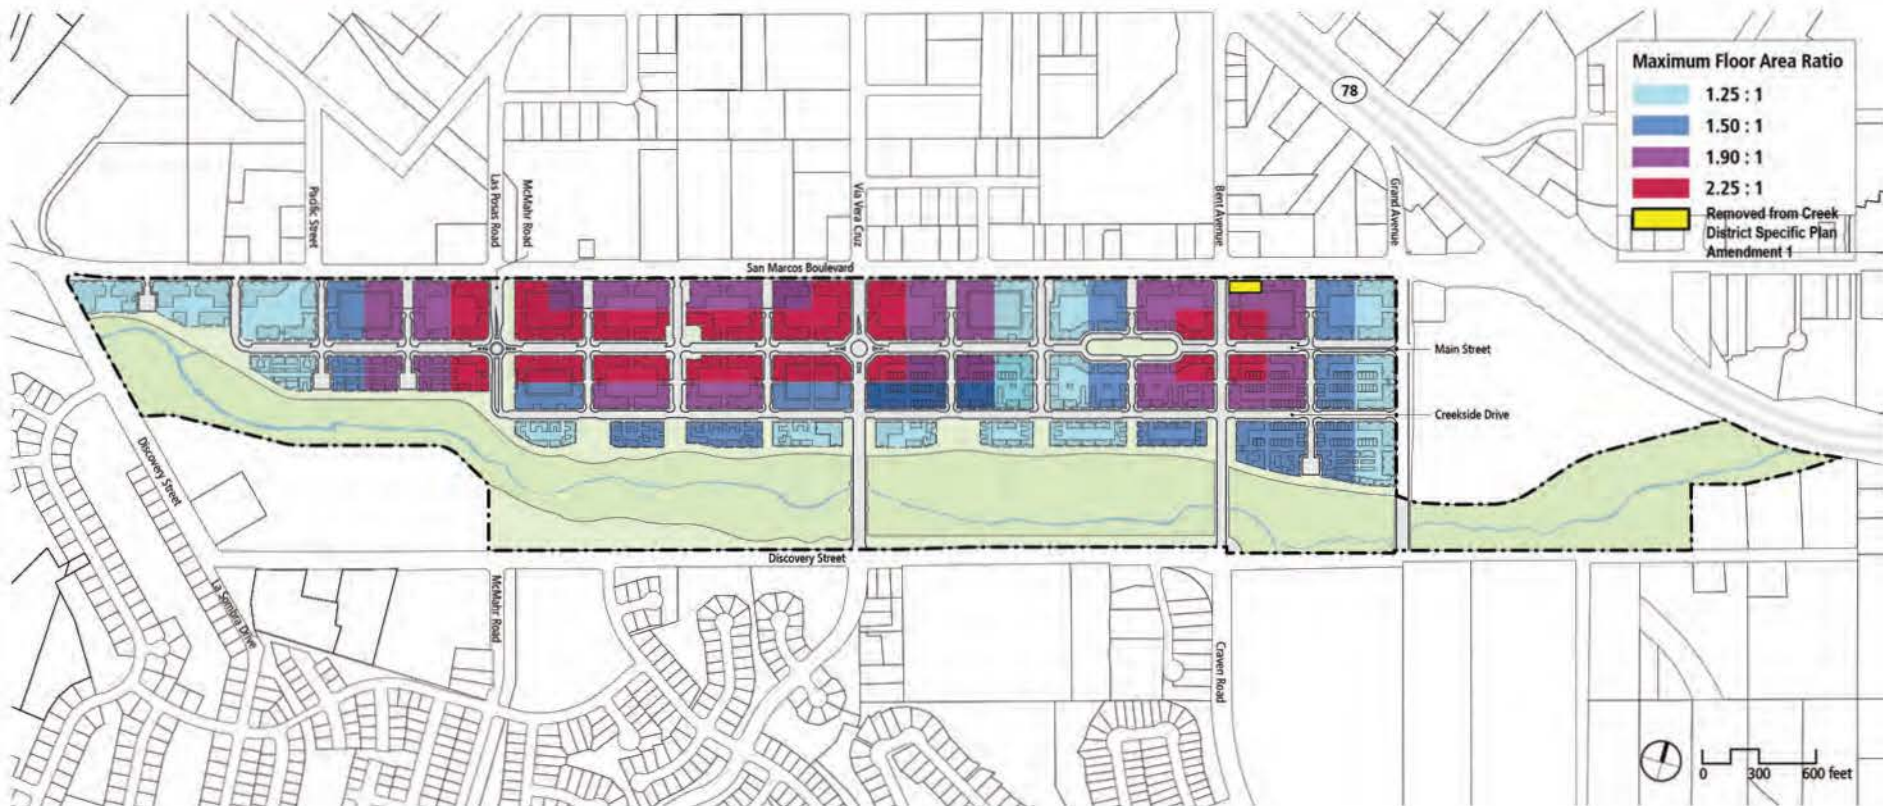 Maximum Floor Area Ratio
1.25 : 1
1.50 : 1
1.90 : 1
2.25 : 1
Removed from Creek
District Specific Plan
Amendment 1
78
Pacific Street
Las Posas Road
McMahr Road
Via Vera Cruz
Bent Avenue
Grand Avenue
San Marcos Boulevard
Main Street
Creekside Drive
Discovery Street
Discovery Street
La Sombra Drive
McMahr Road
Craven Road
0 300 600 feet